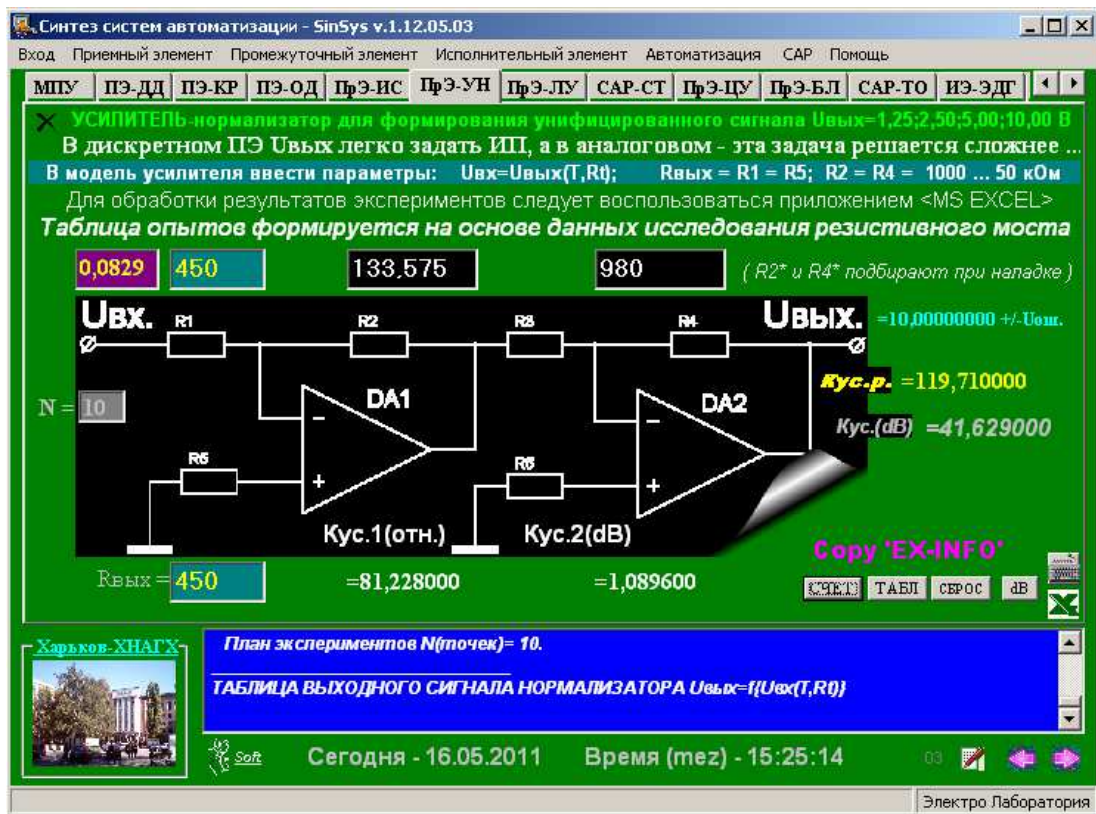 Синтез систем автоматизации - SinSys v.1.12.05.03
Вход Приемный элемент Промежуточный элемент Исполнительный элемент Автоматизация САР Помощь
МПУ ПЭ-ДД ПЭ-КР ПЭ-ОД ПрЭ-ИС ПрЭ-УН ПрЭ-ЛУ САР-СТ ПрЭ-ЦУ ПрЭ-БЛ САР-ТО ИЭ-ЭДГ
УСИЛИТЕЛЬ-нормализатор для формирования унифицированного сигнала Uвых=1,25;2,50;5,00;10,00 В
В дискретном ПЭ Uвых легко задать ИП, а в аналоговом - эта задача решается сложнее ...
В модель усилителя ввести параметры: Uвх=Uвых(T,Rt); Rвых = R1 = R5; R2 = R4 = 1000 ... 50 кОм
Для обработки результатов экспериментов следует воспользоваться приложением <MS EXCEL>
Таблица опытов формируется на основе данных исследования резистивного моста
0,0829 450 133,575 980 ( R2* и R4* подбирают при наладке )
Uвх. R1 R2 R3 R4 Uвых. =10,00000000 +/-Uош.
Кус.р. =119,710000
N = 10 DA1 DA2
Кус.(dB) =41,629000
R5 R6
Кус.1(отн.) Кус.2(dB)
Copy 'EX-INFO'
Rвых = 450 =81,228000 =1,089600
СЧЕТ ТАБЛ СБРОС dB
Харьков-ХНАГХ
План экспериментов N(точек)= 10.
ТАБЛИЦА ВЫХОДНОГО СИГНАЛА НОРМАЛИЗАТОРА Uвых=f{Uвх(T,Rt)}
Soft Сегодня - 16.05.2011 Время (mez) - 15:25:14 03
Электро Лаборатория